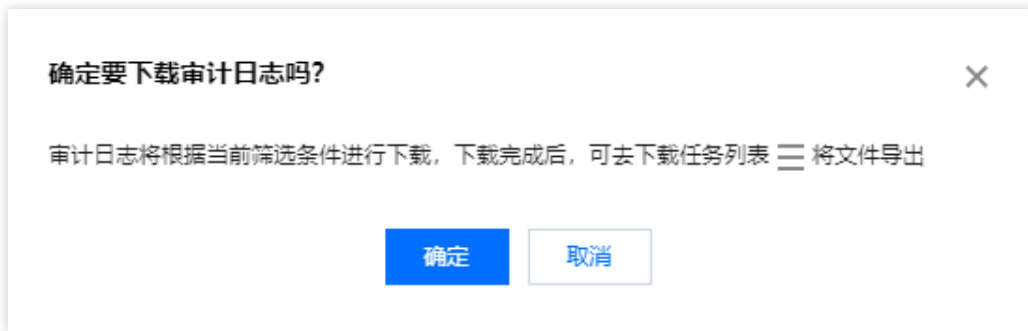 确定要下载审计日志吗?
审计日志将根据当前筛选条件进行下载，下载完成后，可去下载任务列表 将文件导出
确定
取消